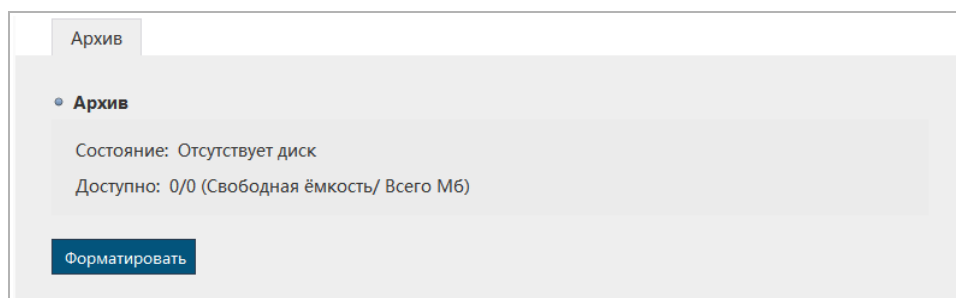 Архив
Архив
Состояние: Отсутствует диск
Доступно: 0/0 (Свободная ёмкость/ Всего Мб)
Форматировать